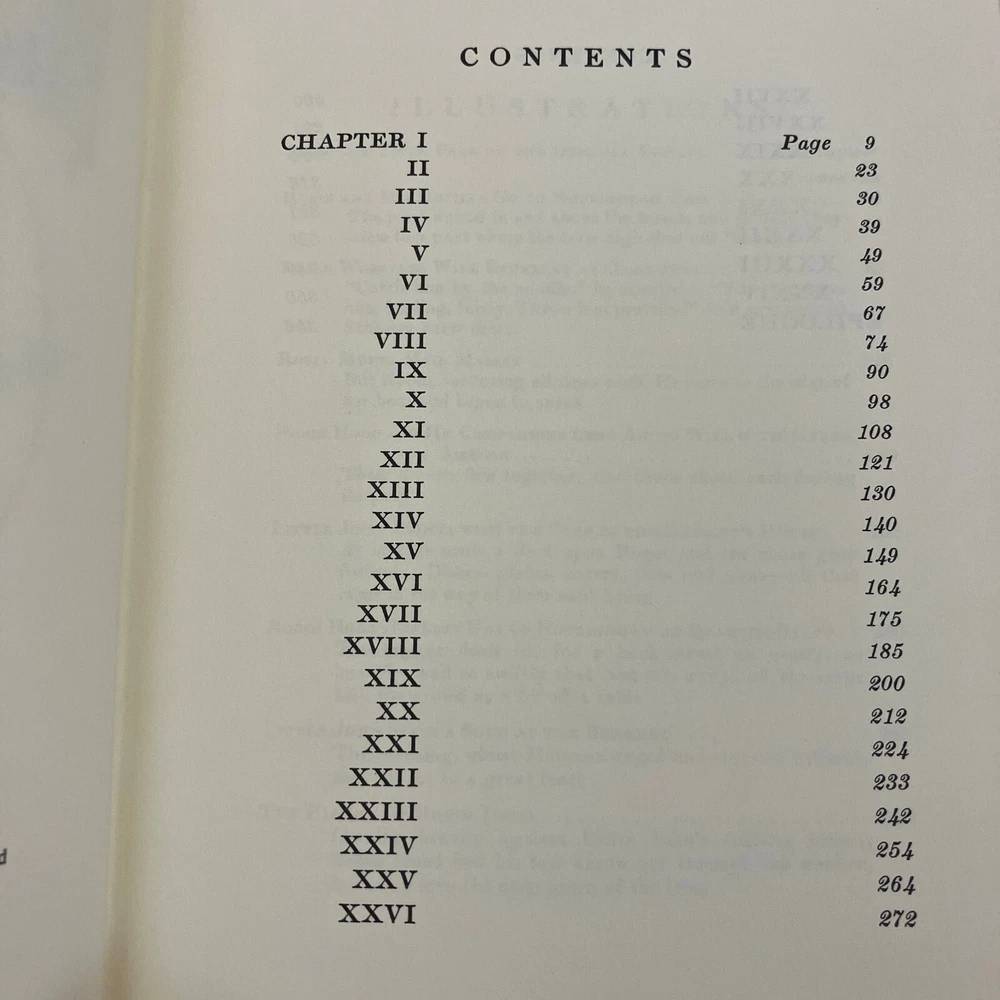 CONTENTS
CHAPTER I Page 9
II 23
III 30
IV 39
V 49
VI 59
VII 67
VIII 74
IX 90
X 98
XI 108
XII 121
XIII 130
XIV 140
XV 149
XVI 164
XVII 175
XVIII 185
XIX 200
XX 212
XXI 224
XXII 233
XXIII 242
XXIV 254
XXV 264
XXVI 272